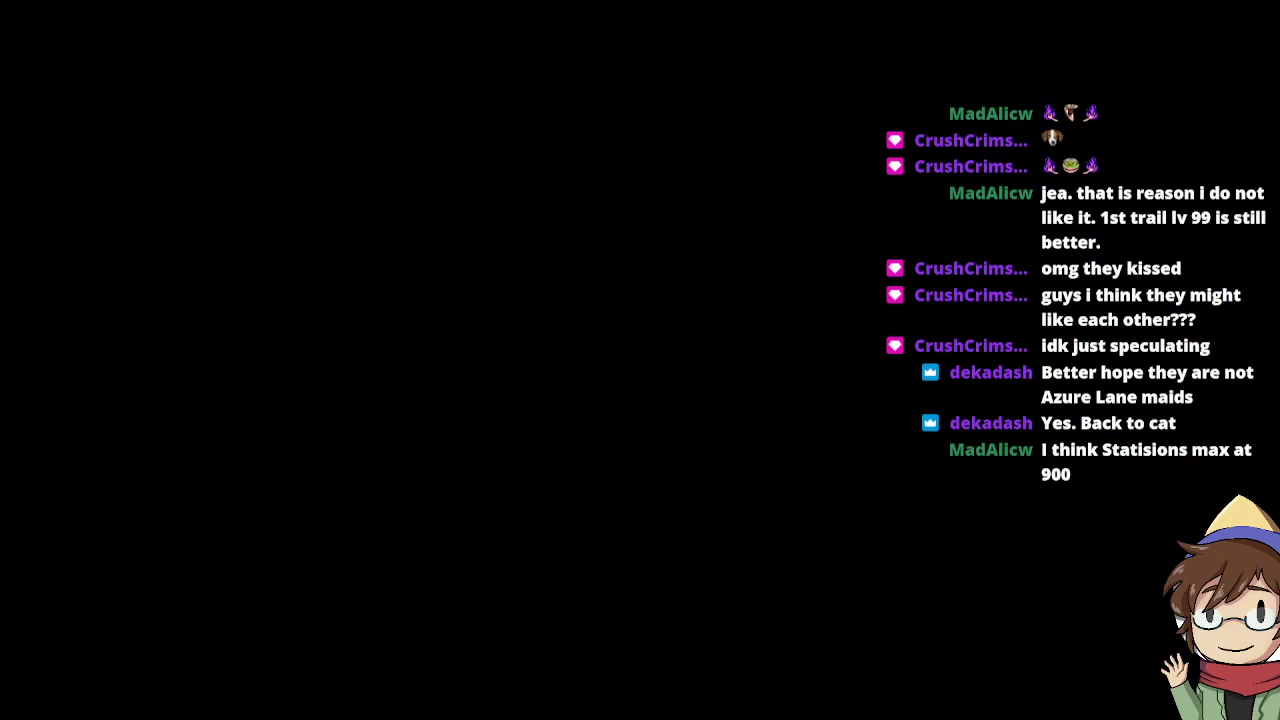 MadAlicw
CrushCrims...
CrushCrims...
MadAlicw jea. that is reason i do not
like it. 1st trail lv 99 is still
better.
CrushCrims... omg they kissed
CrushCrims... guys i think they might
like each other???
CrushCrims... idk just speculating
dekadash Better hope they are not
Azure Lane maids
dekadash Yes. Back to cat
MadAlicw I think Statisions max at
900